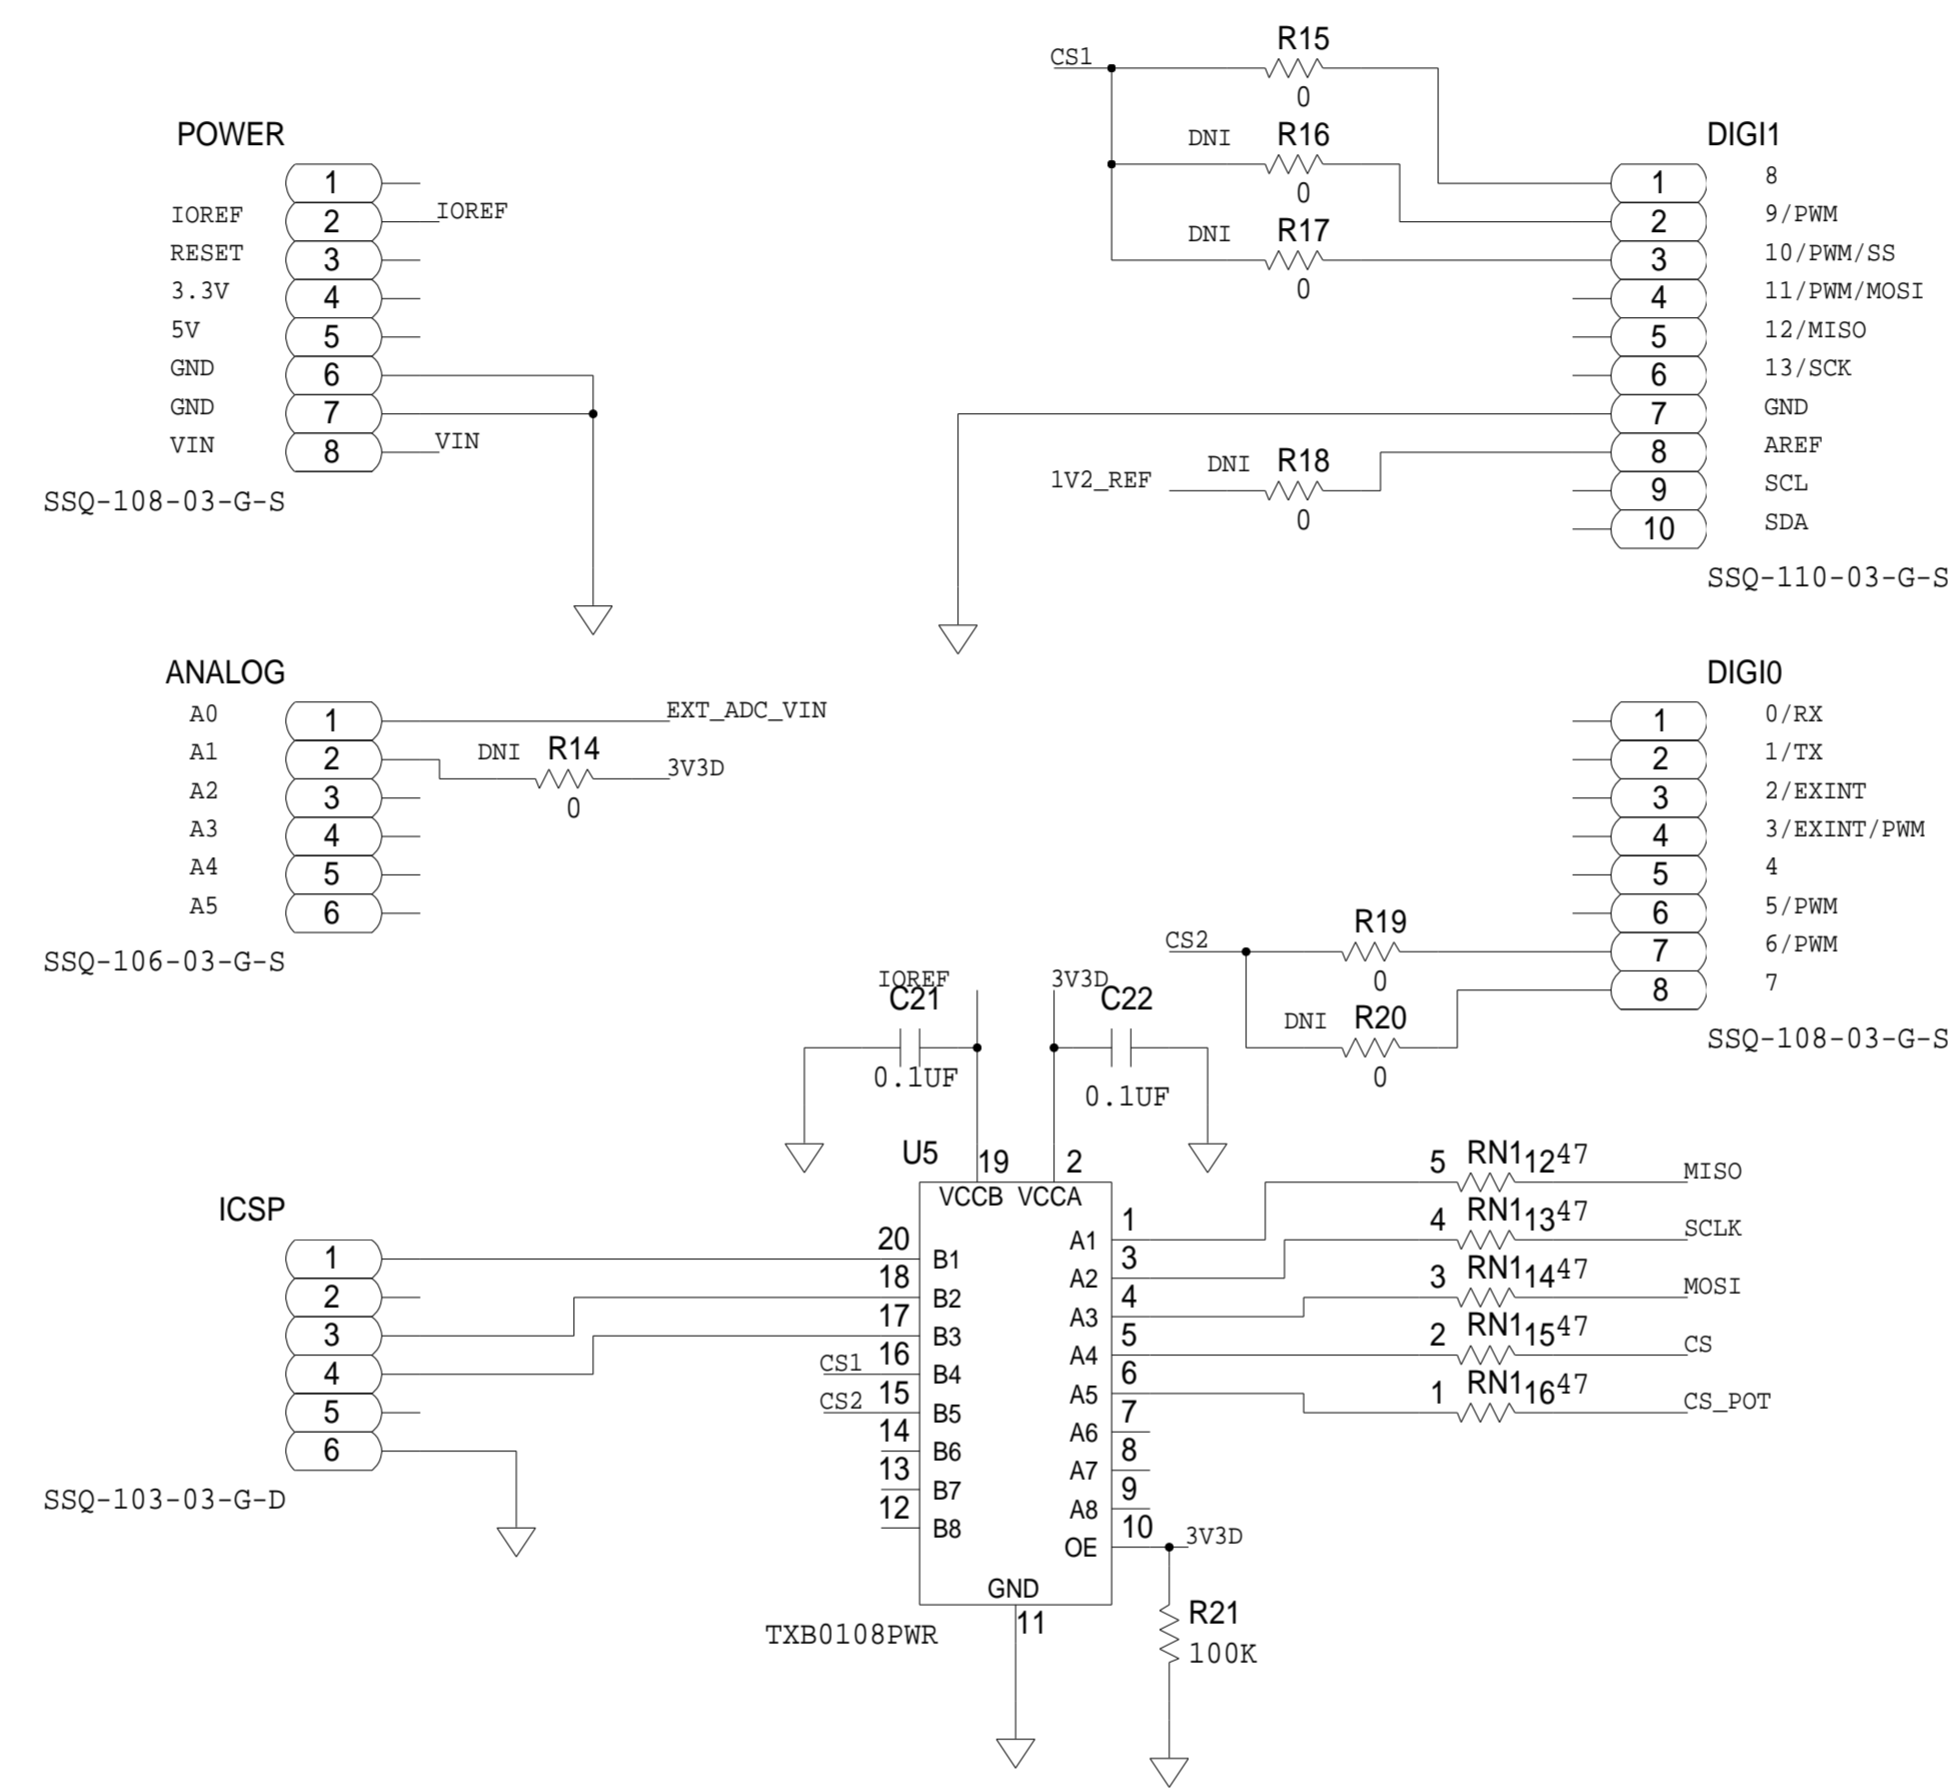 POWER
1
IOREF 2 IOREF
RESET 3
3.3V 4
5V 5
GND 6
GND 7
VIN 8 VIN
SSQ-108-03-G-S
CS1
R15
0
DNI R16
0
DNI R17
0
1V2_REF DNI R18
0
DIGI1
1 8
2 9/PWM
3 10/PWM/SS
4 11/PWM/MOSI
5 12/MISO
6 13/SCK
7 GND
8 AREF
9 SCL
10 SDA
SSQ-110-03-G-S
ANALOG
A0 1 EXT_ADC_VIN
A1 2 DNI R14 3V3D
0
A2 3
A3 4
A4 5
A5 6
SSQ-106-03-G-S
DIGI0
1 0/RX
2 1/TX
3 2/EXINT
4 3/EXINT/PWM
5 4
6 5/PWM
7 6/PWM
8 7
SSQ-108-03-G-S
CS2 R19
0
DNI R20
0
IOREF
C21
0.1UF
3V3D
C22
0.1UF
ICSP
1
2
3
4
5
6
SSQ-103-03-G-D
U5
19 2
VCCB VCCA
20 B1 A1 1
18 B2 A2 3
17 B3 A3 4
CS1 16 B4 A4 5
CS2 15 B5 A5 6
14 B6 A6 7
13 B7 A7 8
12 B8 A8 9
OE 10 3V3D
GND
11
TXB0108PWR
R21
100K
5 RN1 12 47 MISO
4 RN1 13 47 SCLK
3 RN1 14 47 MOSI
2 RN1 15 47 CS
1 RN1 16 47 CS_POT